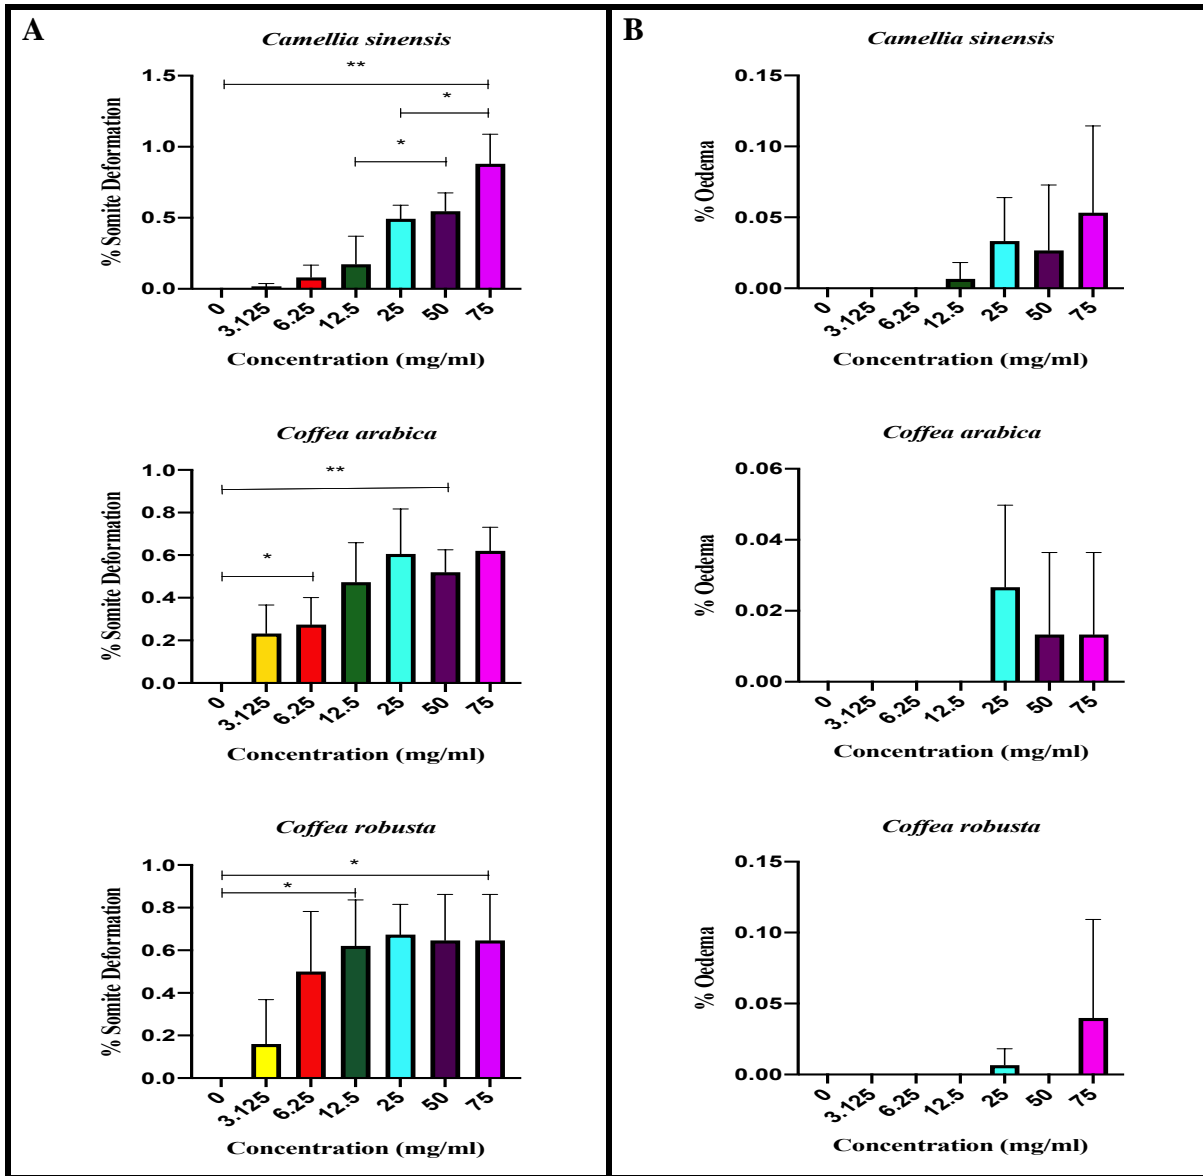 A
Camellia sinensis
**
*
*
% Somite Deformation
1.5
1.0
0.5
0.0
0 3.125 6.25 12.5 25 50 75
Concentration (mg/ml)
Coffea arabica
**
*
% Somite Deformation
1.0
0.8
0.6
0.4
0.2
0.0
0 3.125 6.25 12.5 25 50 75
Concentration (mg/ml)
Coffea robusta
*
*
% Somite Deformation
1.0
0.8
0.6
0.4
0.2
0.0
0 3.125 6.25 12.5 25 50 75
Concentration (mg/ml)
B
Camellia sinensis
% Oedema
0.15
0.10
0.05
0.00
0 3.125 6.25 12.5 25 50 75
Concentration (mg/ml)
Coffea arabica
% Oedema
0.06
0.04
0.02
0.00
0 3.125 6.25 12.5 25 50 75
Concentration (mg/ml)
Coffea robusta
% Oedema
0.15
0.10
0.05
0.00
0 3.125 6.25 12.5 25 50 75
Concentration (mg/ml)